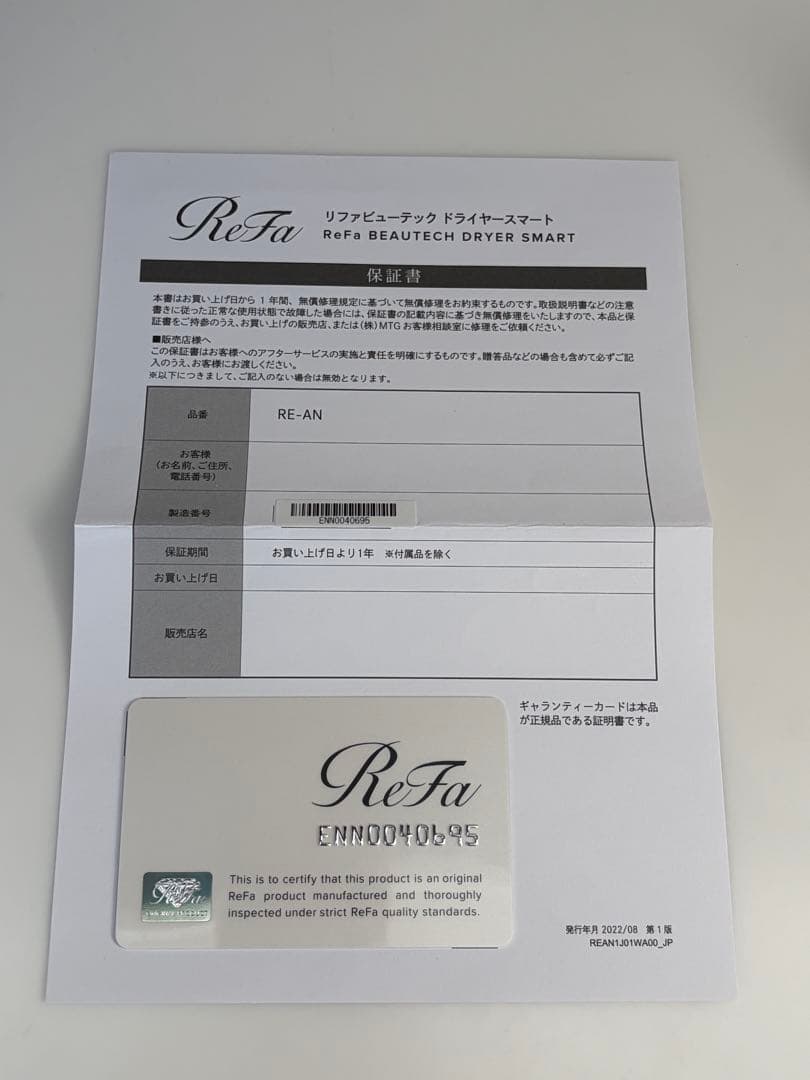 ReFa
リファビューテック ドライヤースマート
ReFa BEAUTECH DRYER SMART
保証書
本書はお買い上げ日から 1 年間、無償修理規定に基づいて無償修理をお約束するものです。取扱説明書などの注意
書きに従った正常な使用状態で故障した場合には、保証書の記載内容に基づき無償修理をいたしますので、本品と保
証書をご持参のうえ、お買い上げの販売店、または(株)MTG お客様相談室に修理をご依頼ください。
■販売店様へ
この保証書はお客様へのアフターサービスの実施と責任を明確にするものです。贈答品などの場合も含めて必ずご記
入のうえ、お客様にお渡しください。
※以下につきまして、ご記入のない場合は無効となります。
品番 RE-AN
お客様
(お名前、ご住所、
電話番号)
製造番号 ENN0040695
保証期間 お買い上げ日より1年 ※付属品を除く
お買い上げ日
販売店名
ギャランティーカードは本品
が正規品である証明書です。
ReFa
ENN0040695
ReFa
This is to certify that this product is an original
ReFa product manufactured and thoroughly
inspected under strict ReFa quality standards.
発行年月 2022/08 第 1 版
REAN1J01WA00_JP